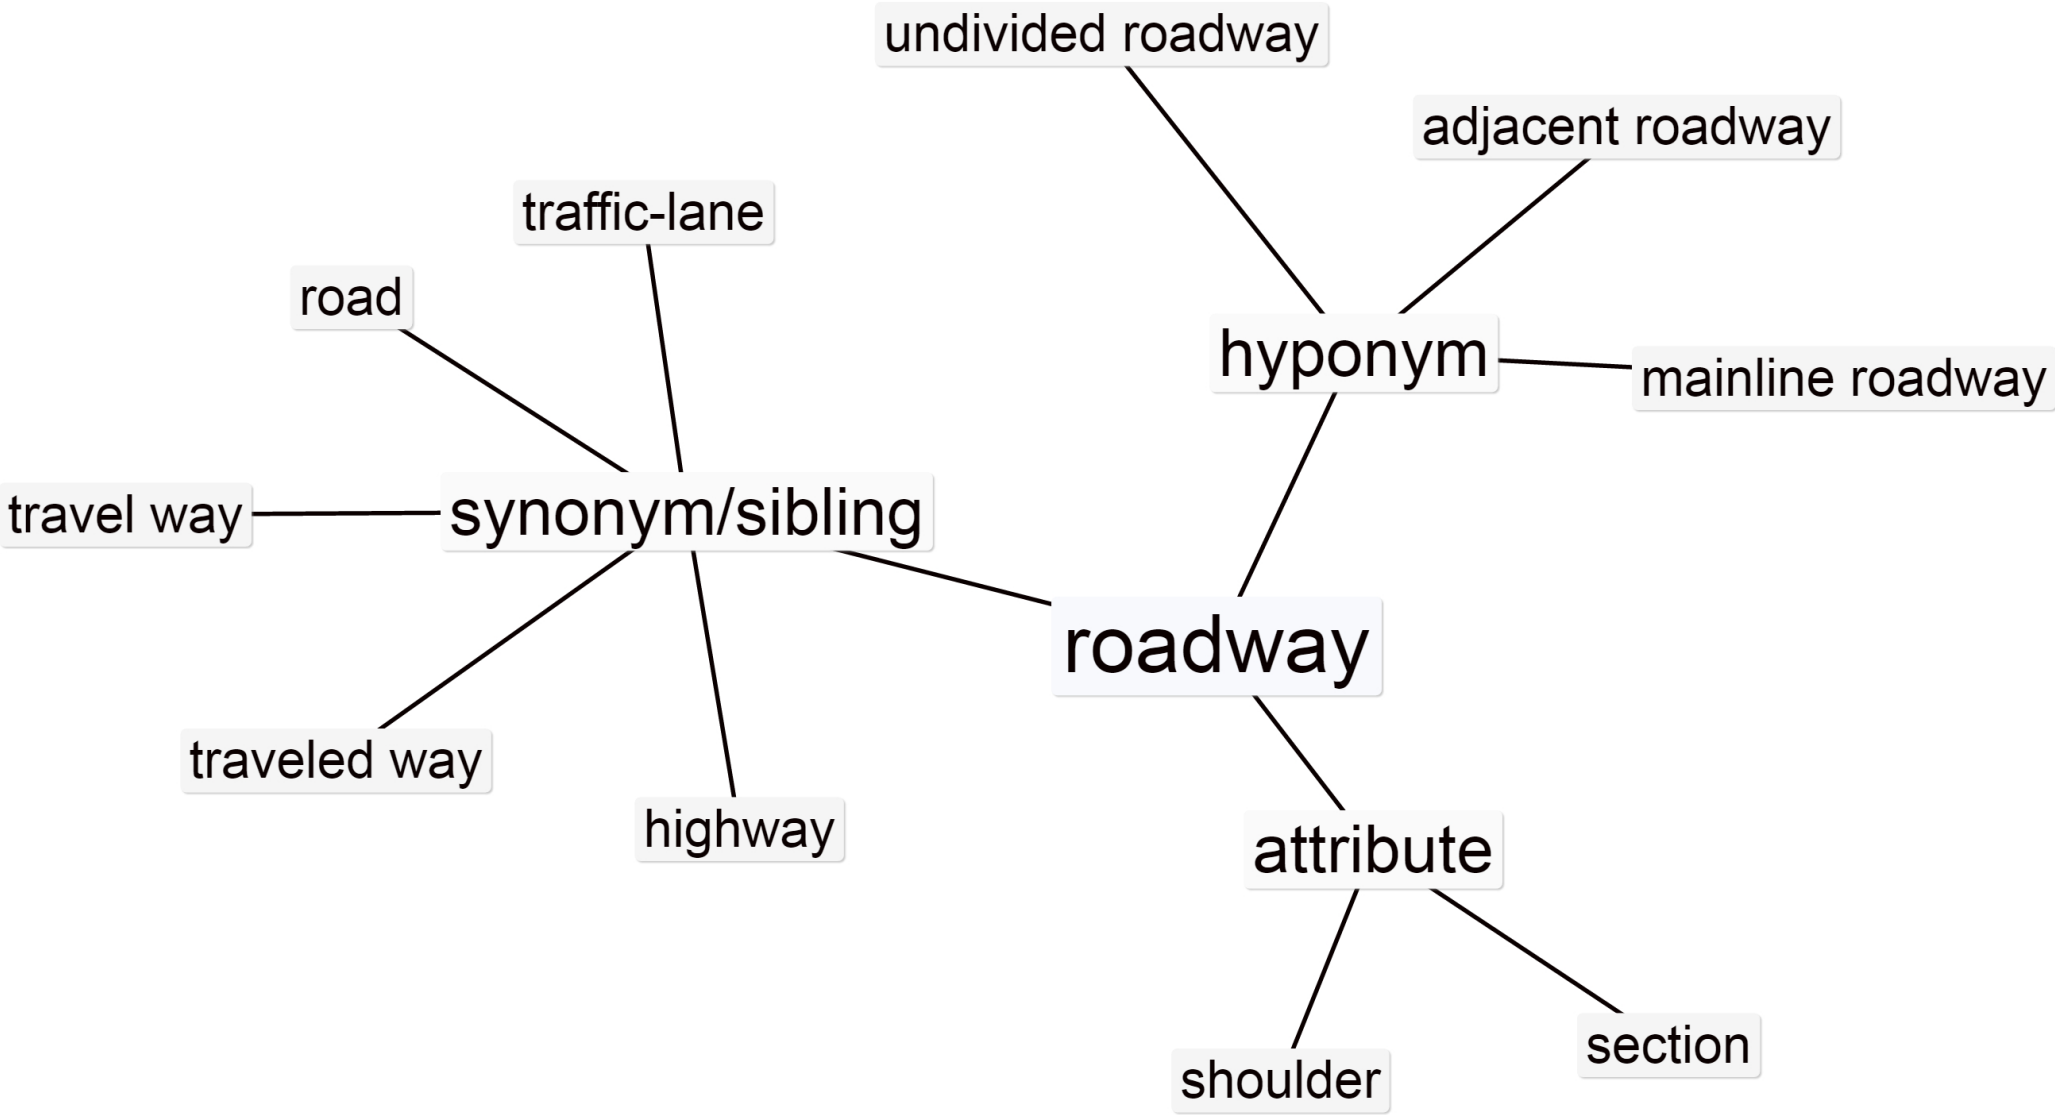 undivided roadway
adjacent roadway
traffic-lane
road
hyponym
mainline roadway
travel way
synonym/sibling
roadway
traveled way
highway
attribute
section
shoulder